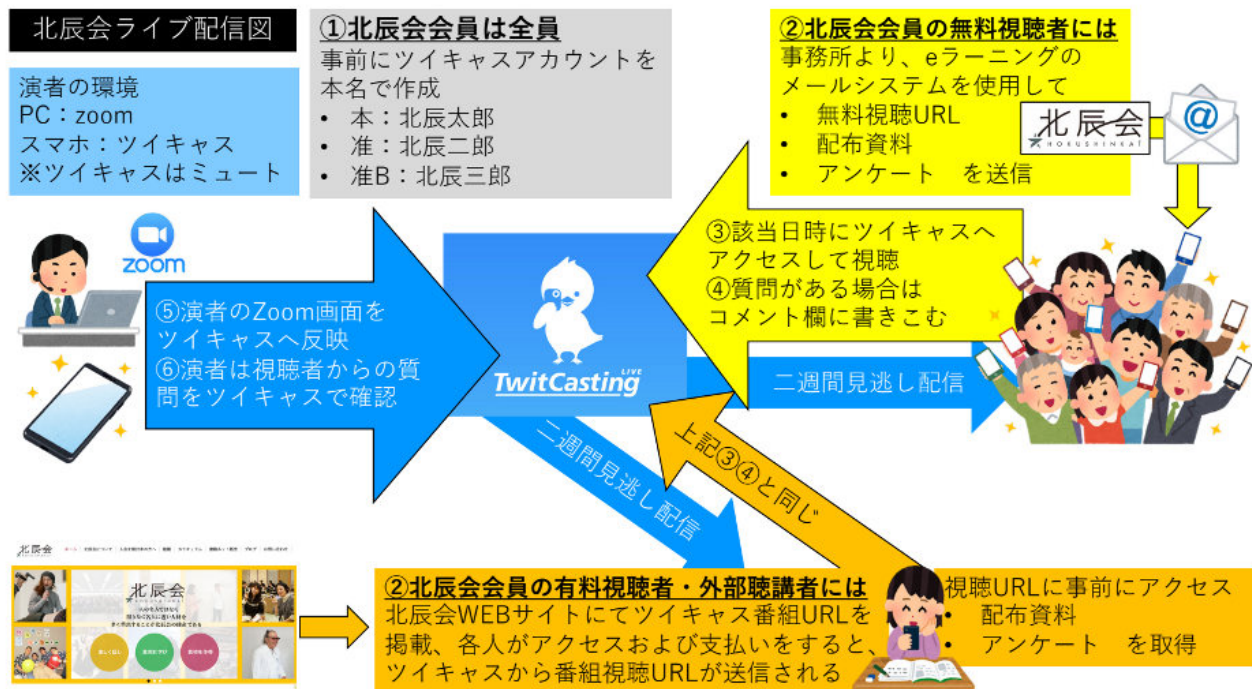 北辰会ライブ配信図
演者の環境
PC：zoom
スマホ：ツイキャス
※ツイキャスはミュート
①北辰会会員は全員
事前にツイキャスアカウントを
本名で作成
• 本：北辰太郎
• 准：北辰二郎
• 准B：北辰三郎
②北辰会会員の無料視聴者には
事務所より、eラーニングの
メールシステムを使用して
• 無料視聴URL
• 配布資料
• アンケート　を送信
北辰会
HOKUSHINKAI
@
zoom
⑤演者のZoom画面を
ツイキャスへ反映
⑥演者は視聴者からの質
問をツイキャスで確認
TwitCasting
LIVE
③該当日時にツイキャスへ
アクセスして視聴
④質問がある場合は
コメント欄に書きこむ
二週間見逃し配信
二週間見逃し配信
上記③④と同じ
北辰会
ホーム
北辰会
②北辰会会員の有料視聴者・外部聴講者には
北辰会WEBサイトにてツイキャス番組URLを
掲載、各人がアクセスおよび支払いをすると、
ツイキャスから番組視聴URLが送信される
視聴URLに事前にアクセス
• 配布資料
• アンケート　を取得